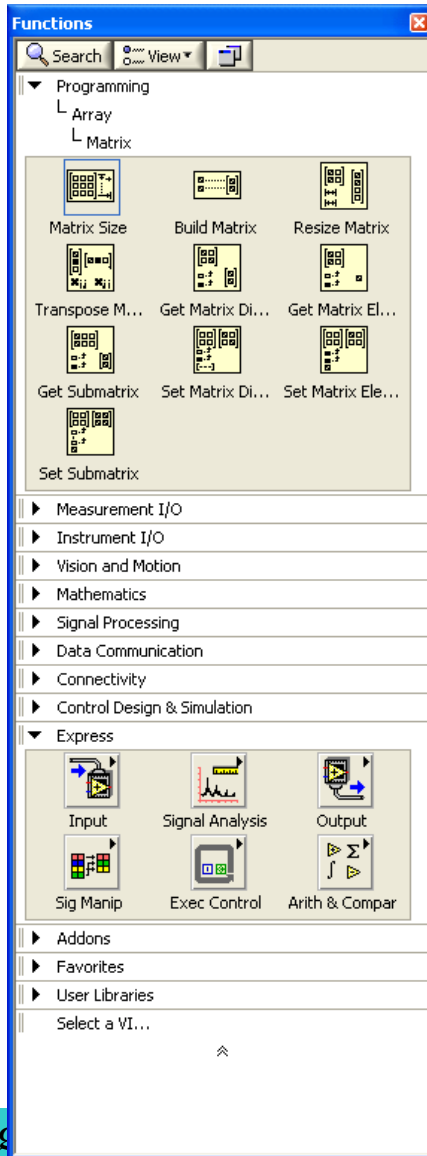 Functions
Search View
Programming
Array
Matrix
Matrix Size Build Matrix Resize Matrix
Transpose M... Get Matrix Di... Get Matrix El...
Get Submatrix Set Matrix Di... Set Matrix Ele...
Set Submatrix
Measurement I/O
Instrument I/O
Vision and Motion
Mathematics
Signal Processing
Data Communication
Connectivity
Control Design & Simulation
Express
Input Signal Analysis Output
Sig Manip Exec Control Arith & Compar
Addons
Favorites
User Libraries
Select a VI...